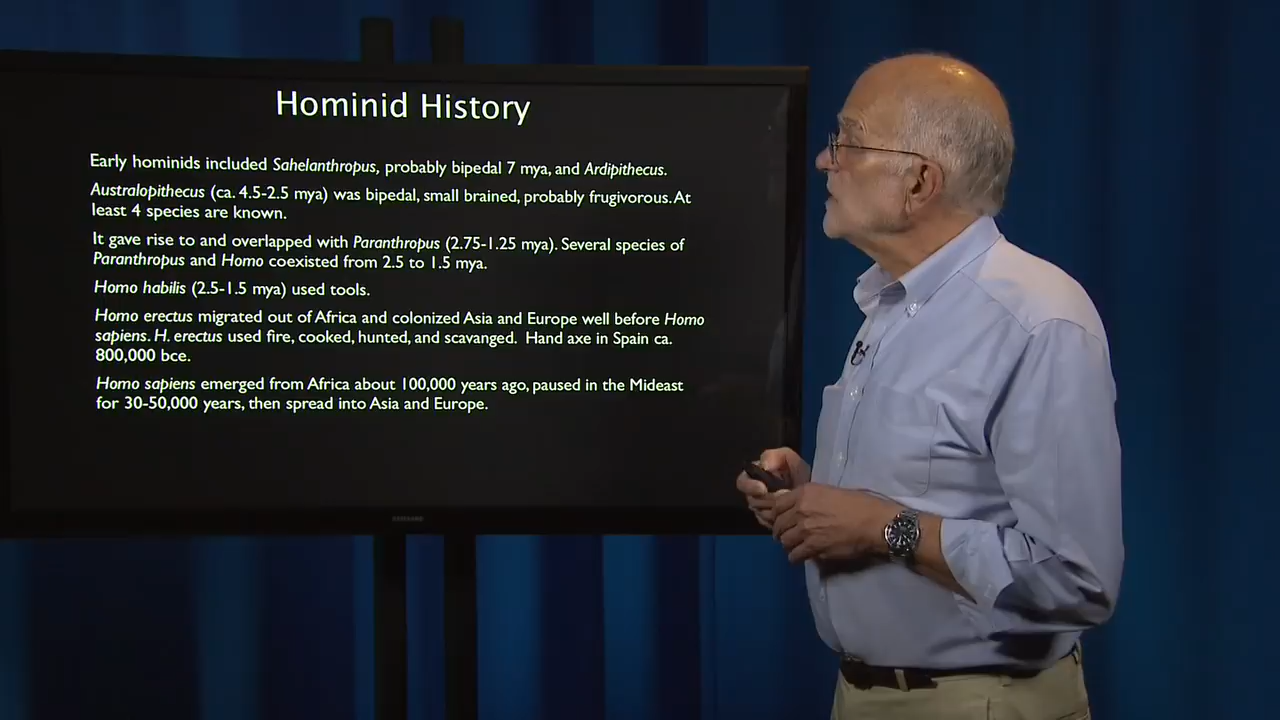 Hominid History
Early hominids included Sahelanthropus, probably bipedal 7 mya, and Ardipithecus.
Australopithecus (ca. 4.5-2.5 mya) was bipedal, small brained, probably frugivorous. At
least 4 species are known.
It gave rise to and overlapped with Paranthropus (2.75-1.25 mya). Several species of
Paranthropus and Homo coexisted from 2.5 to 1.5 mya.
Homo habilis (2.5-1.5 mya) used tools.
Homo erectus migrated out of Africa and colonized Asia and Europe well before Homo
sapiens. H. erectus used fire, cooked, hunted, and scavanged. Hand axe in Spain ca.
800,000 bce.
Homo sapiens emerged from Africa about 100,000 years ago, paused in the Mideast
for 30-50,000 years, then spread into Asia and Europe.
SAMSUNG